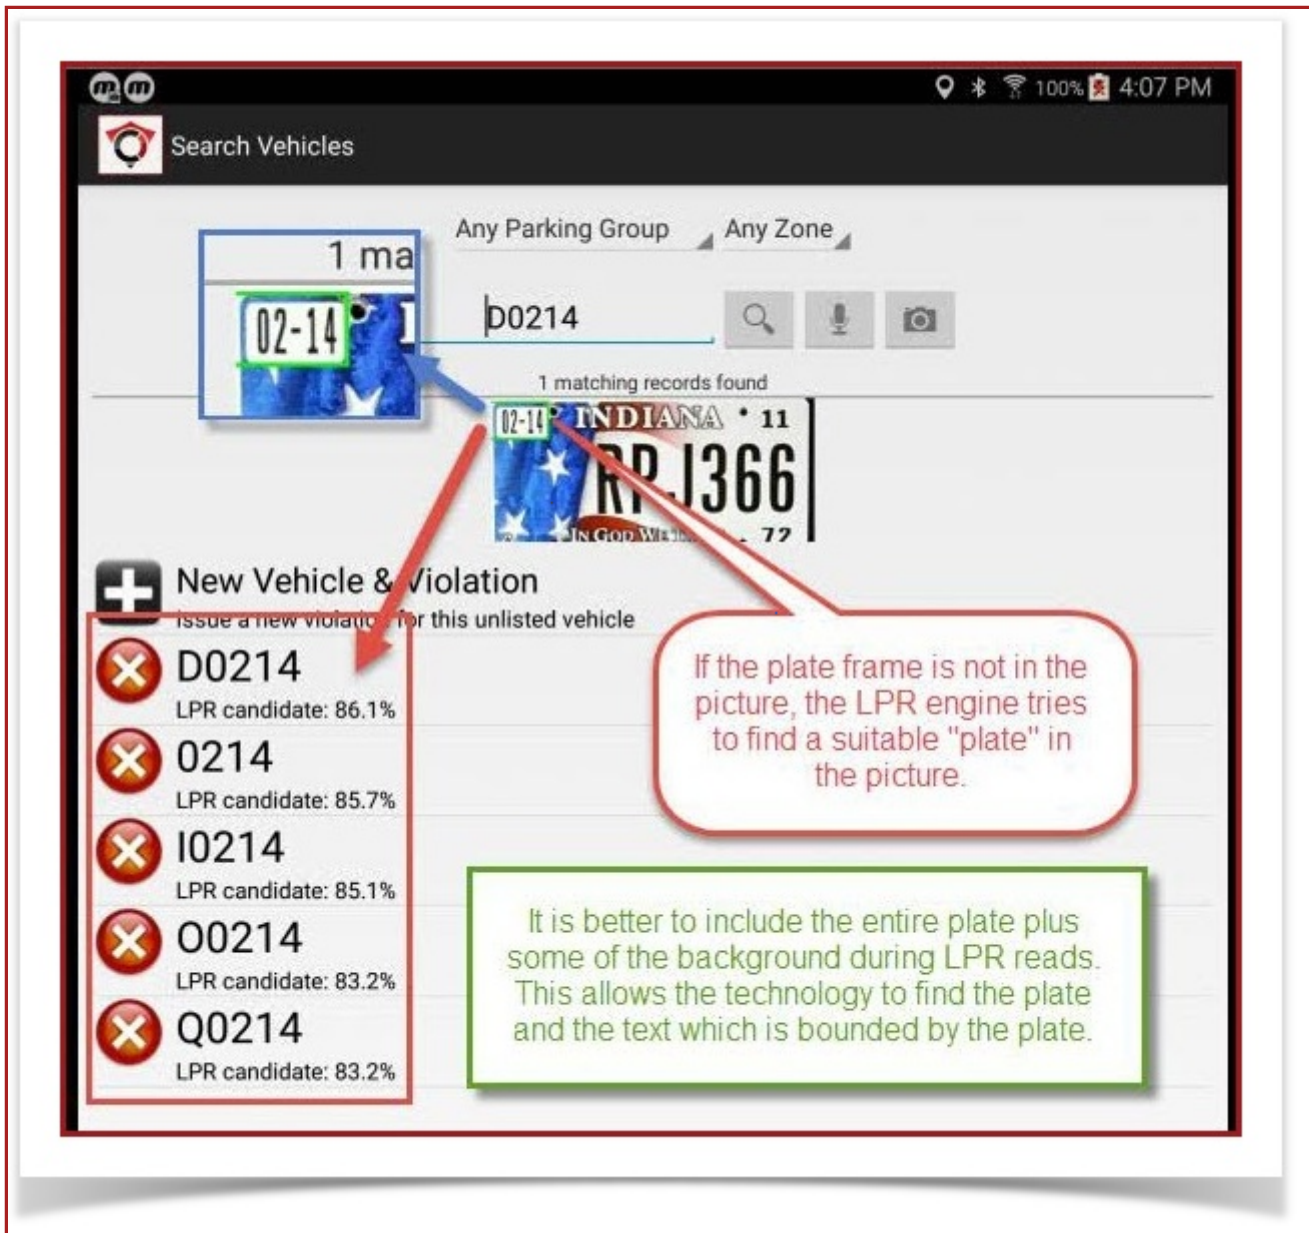 100% 4:07 PM
Search Vehicles
Any Parking Group Any Zone
1 ma
02-14
D0214
1 matching records found
02-14 INDIANA 11
RPJ366
IN GOD WE 72
New Vehicle & Violation
Issue a new violation for this unlisted vehicle
D0214
LPR candidate: 86.1%
0214
LPR candidate: 85.7%
I0214
LPR candidate: 85.1%
O0214
LPR candidate: 83.2%
Q0214
LPR candidate: 83.2%
If the plate frame is not in the
picture, the LPR engine tries
to find a suitable "plate" in
the picture.
It is better to include the entire plate plus
some of the background during LPR reads.
This allows the technology to find the plate
and the text which is bounded by the plate.